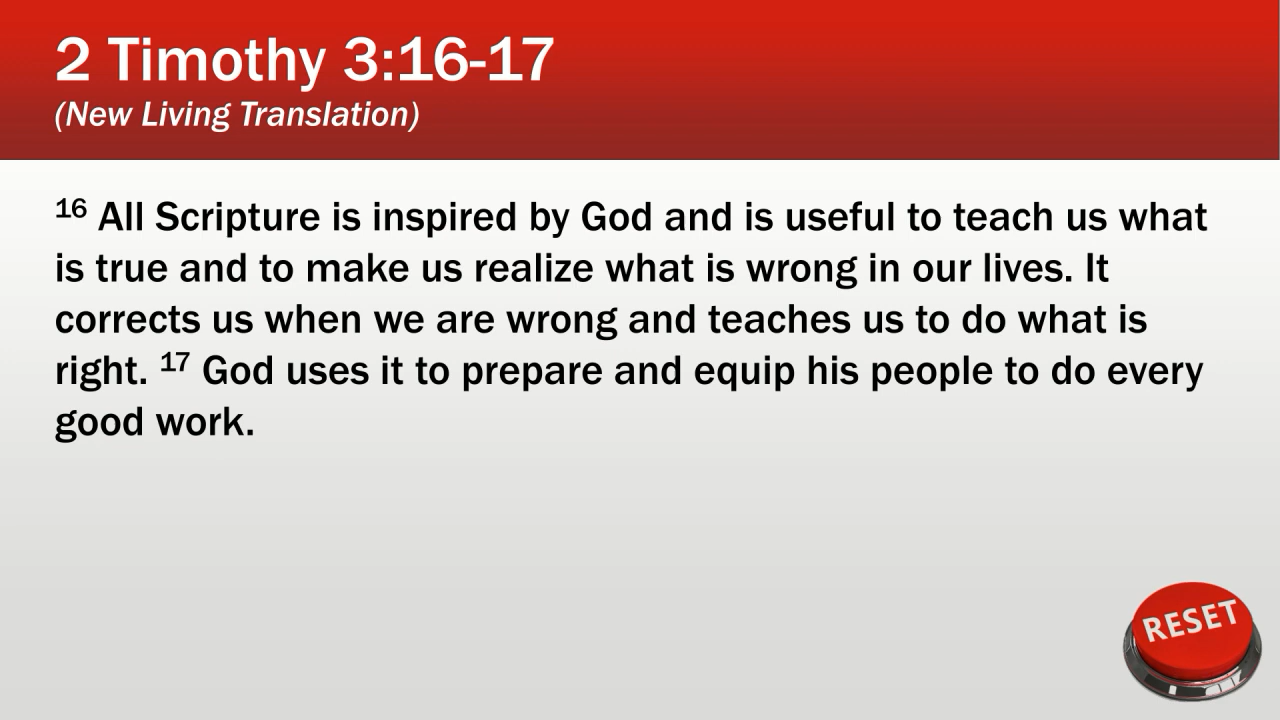 2 Timothy 3:16-17
(New Living Translation)
16 All Scripture is inspired by God and is useful to teach us what
is true and to make us realize what is wrong in our lives. It
corrects us when we are wrong and teaches us to do what is
right. 17 God uses it to prepare and equip his people to do every
good work.
RESET